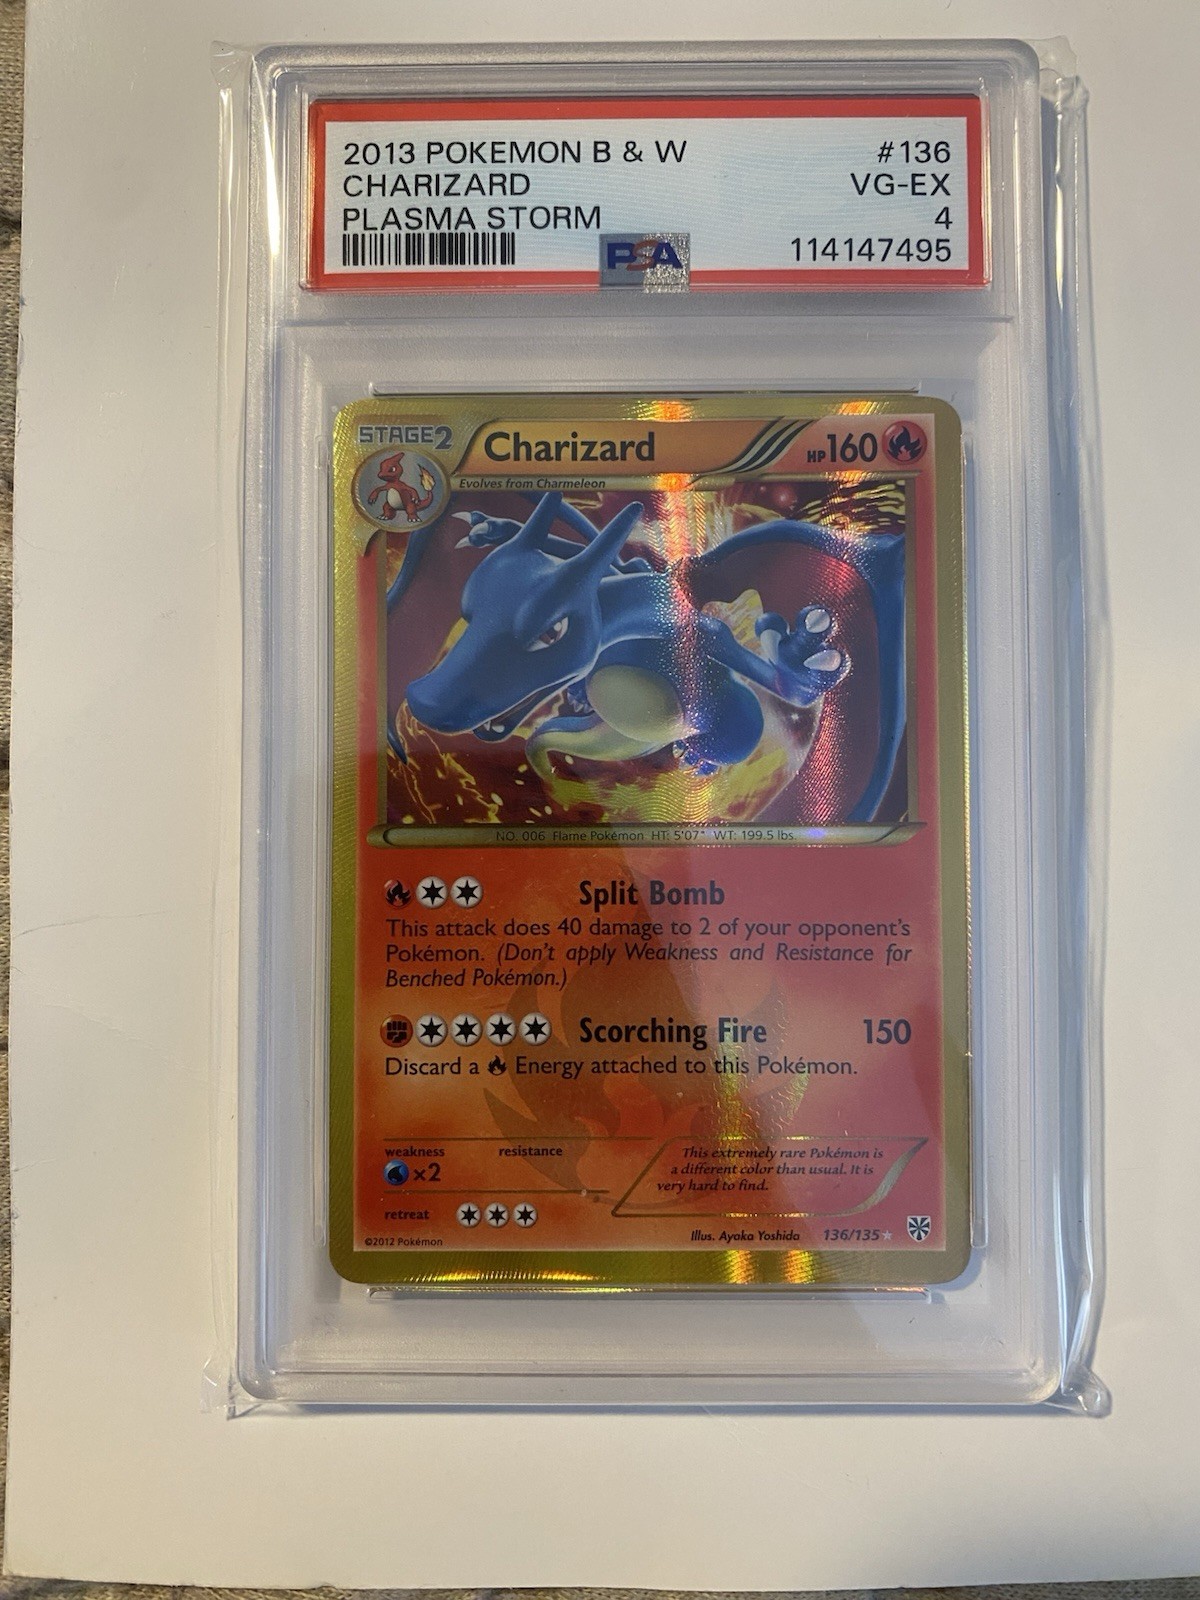 2013 POKEMON B & W #136
CHARIZARD VG-EX
PLASMA STORM 4
PSA 114147495
STAGE2 Charizard HP160
Evolves from Charmeleon
NO. 006 Flame Pokémon HT: 5'07" WT: 199.5 lbs.
Split Bomb
This attack does 40 damage to 2 of your opponent's
Pokémon. (Don't apply Weakness and Resistance for
Benched Pokémon.)
Scorching Fire 150
Discard a Energy attached to this Pokémon.
weakness resistance
×2
This extremely rare Pokémon is
a different color than usual. It is
very hard to find.
retreat
Illus. Ayaka Yoshida 136/135
©2012 Pokémon